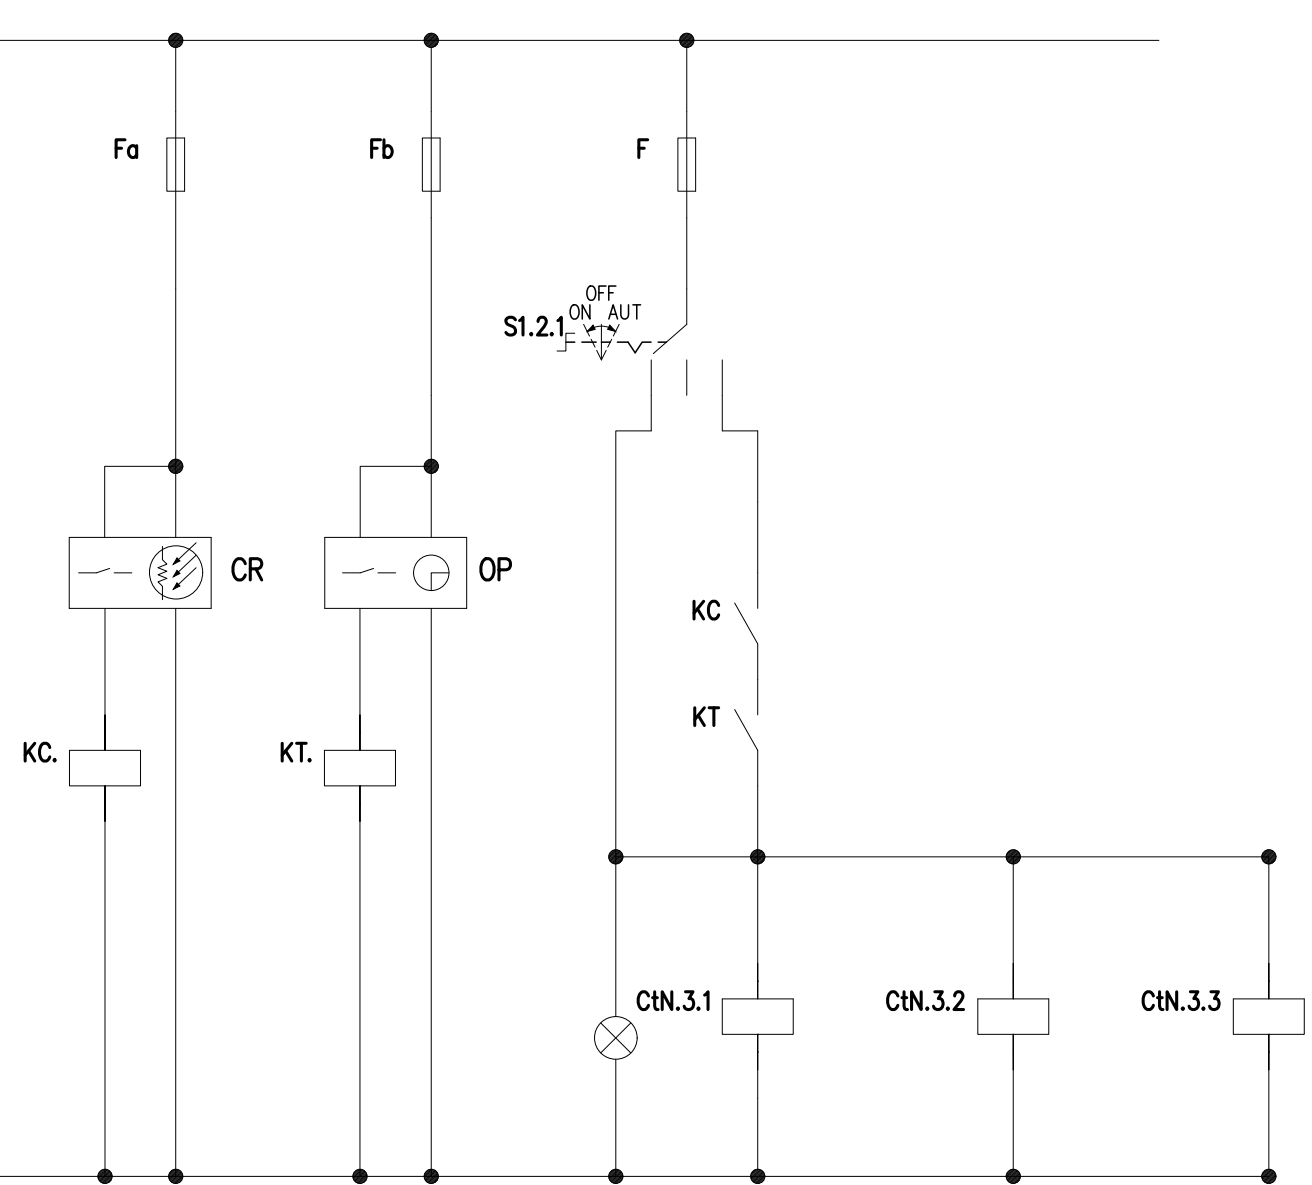 Fa
Fb
F
OFF
ON AUT
S1.2.1
CR
OP
KC
KT
KC.
KT.
CtN.3.1
CtN.3.2
CtN.3.3